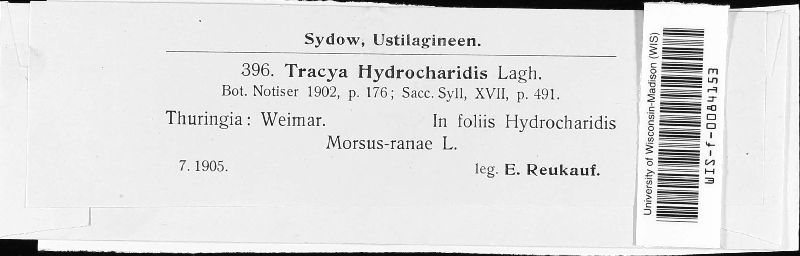 Sydow, Ustilagineen.
396. Tracya Hydrocharidis Lagh.
Bot. Notiser 1902, p. 176; Sacc. Syll, XVII, p. 491.
Thuringia: Weimar. In foliis Hydrocharidis
Morsus-ranae L.
7. 1905. leg. E. Reukauf.
University of Wisconsin-Madison (WIS)
WIS-f-0008415E